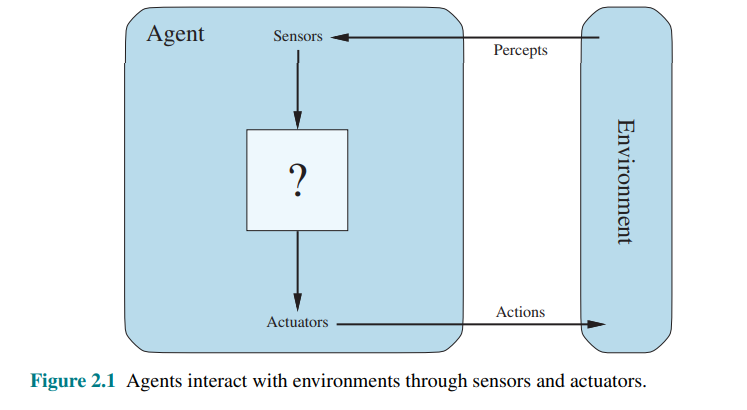 Agent
Sensors
Percepts
?
Environment
Actuators
Actions
Figure 2.1 Agents interact with environments through sensors and actuators.